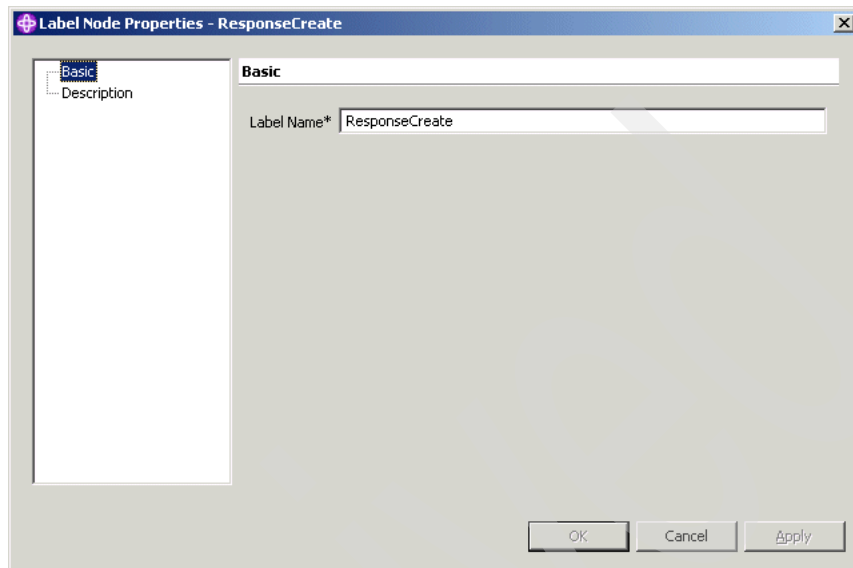 Label Node Properties - ResponseCreate
Basic
Description
Basic
Label Name* ResponseCreate
OK Cancel Apply